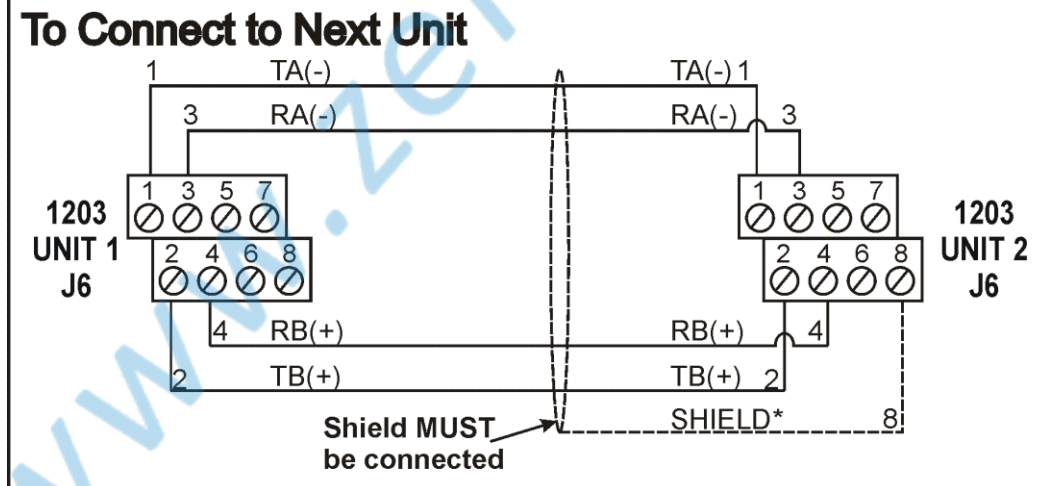 To Connect to Next Unit
1 TA(-) TA(-) 1
3 RA(-) RA(-) 3
1 3 5 7 1 3 5 7
1203 UNIT 1 J6
1203 UNIT 2 J6
2 4 6 8 2 4 6 8
4 RB(+) RB(+) 4
2 TB(+) TB(+) 2
SHIELD* 8
Shield MUST
be connected
www.ze